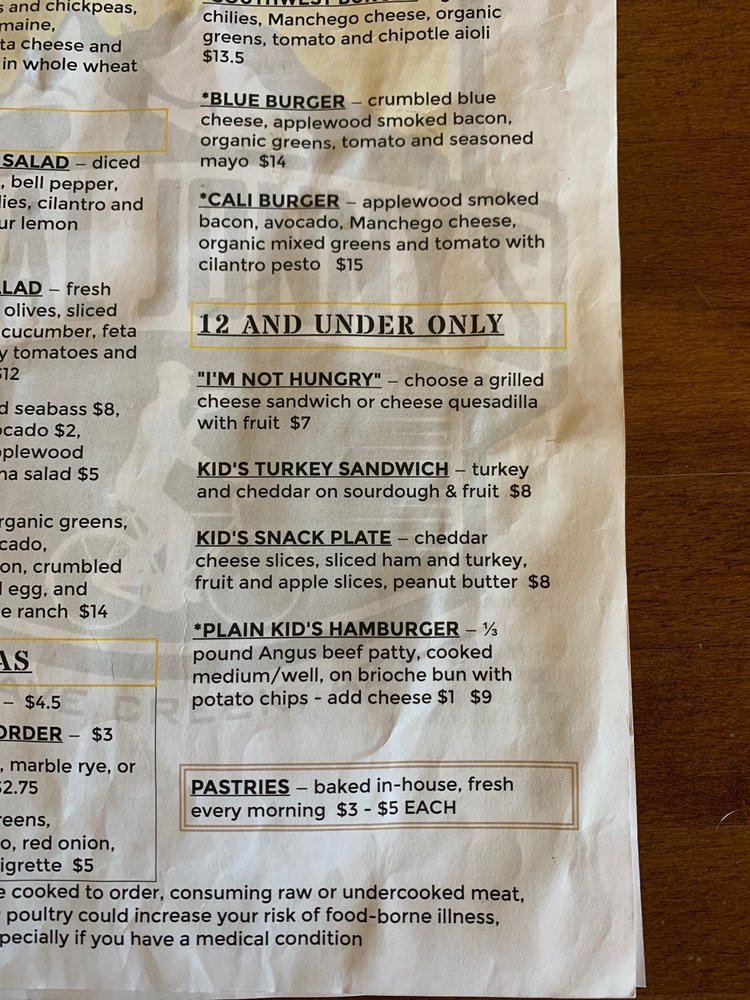 s and chickpeas,
maine,
ta cheese and
in whole wheat
SALAD – diced
, bell pepper,
lies, cilantro and
ur lemon
LAD – fresh
olives, sliced
cucumber, feta
y tomatoes and
$12
d seabass $8,
ocado $2,
plewood
na salad $5
rganic greens,
cado,
on, crumbled
d egg, and
e ranch $14
AS
– $4.5
ORDER – $3
, marble rye, or
$2.75
reens,
o, red onion,
igrette $5
*SOUTHWEST BURGER
chilies, Manchego cheese, organic
greens, tomato and chipotle aioli
$13.5
*BLUE BURGER – crumbled blue
cheese, applewood smoked bacon,
organic greens, tomato and seasoned
mayo $14
*CALI BURGER – applewood smoked
bacon, avocado, Manchego cheese,
organic mixed greens and tomato with
cilantro pesto $15
12 AND UNDER ONLY
"I'M NOT HUNGRY" – choose a grilled
cheese sandwich or cheese quesadilla
with fruit $7
KID'S TURKEY SANDWICH – turkey
and cheddar on sourdough & fruit $8
KID'S SNACK PLATE – cheddar
cheese slices, sliced ham and turkey,
fruit and apple slices, peanut butter $8
*PLAIN KID'S HAMBURGER – ⅓
pound Angus beef patty, cooked
medium/well, on brioche bun with
potato chips - add cheese $1 $9
PASTRIES – baked in-house, fresh
every morning $3 - $5 EACH
e cooked to order, consuming raw or undercooked meat,
poultry could increase your risk of food-borne illness,
pecially if you have a medical condition